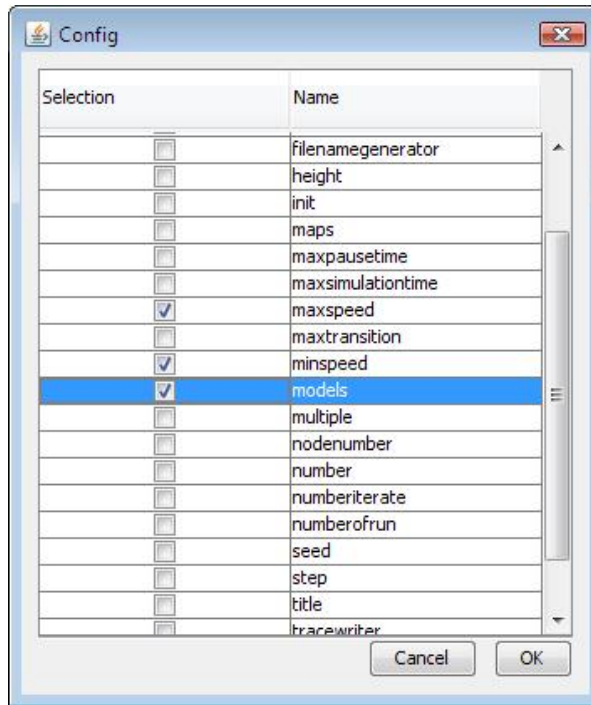 Config
Selection Name
filenamegenerator
height
init
maps
maxpausetime
maxsimulationtime
maxspeed
maxtransition
minspeed
models
multiple
nodenumber
number
numberiterate
numberofrun
seed
step
title
tracewriter
Cancel OK